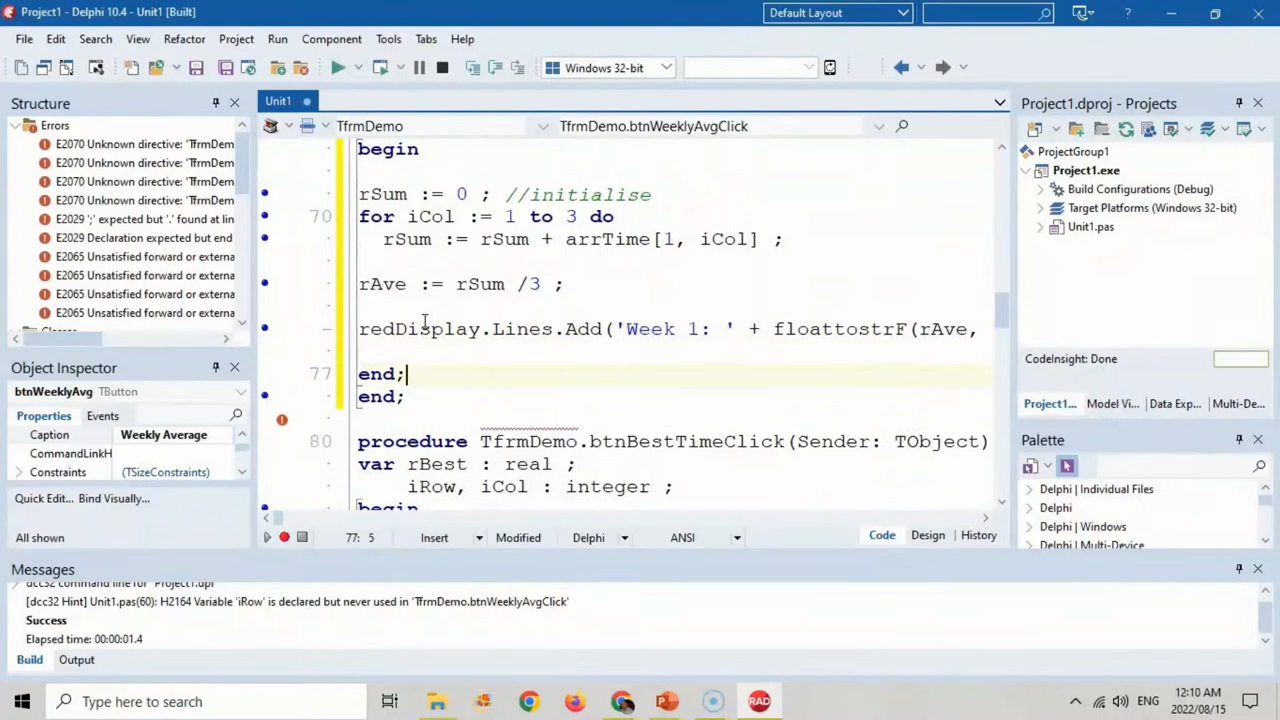 Project1 - Delphi 10.4 - Unit1 [Built]
Default Layout
File Edit Search View Refactor Project Run Component Tools Tabs Help
Windows 32-bit
Structure
Errors
E2070 Unknown directive: 'TfrmDem
E2070 Unknown directive: 'TfrmDem
E2070 Unknown directive: 'TfrmDem
E2070 Unknown directive: 'TfrmDem
E2029 ';' expected but '.' found at lin
E2029 Declaration expected but end
E2065 Unsatisfied forward or externa
E2065 Unsatisfied forward or externa
E2065 Unsatisfied forward or externa
E2065 Unsatisfied forward or externa
Object Inspector
btnWeeklyAvg TButton
Properties Events
Caption Weekly Average
CommandLinkH
Constraints (TSizeConstraints)
Quick Edit... Bind Visually...
All shown
Unit1
TfrmDemo TfrmDemo.btnWeeklyAvgClick
begin
rSum := 0 ; //initialise
70 for iCol := 1 to 3 do
rSum := rSum + arrTime[1, iCol] ;
rAve := rSum /3 ;
redDisplay.Lines.Add('Week 1: ' + floattostrF(rAve,
77 end;
end;
80 procedure TfrmDemo.btnBestTimeClick(Sender: TObject)
var rBest : real ;
iRow, iCol : integer ;
begin
77: 5 Insert Modified Delphi ANSI Code Design History
Project1.dproj - Projects
ProjectGroup1
Project1.exe
Build Configurations (Debug)
Target Platforms (Windows 32-bit)
Unit1.pas
CodeInsight: Done
Project1... Model Vi... Data Exp... Multi-De...
Palette
Delphi | Individual Files
Delphi
Delphi | Windows
Delphi | Multi-Device
Messages
dcc32 command line for "Project1.dpr"
[dcc32 Hint] Unit1.pas(60): H2164 Variable 'iRow' is declared but never used in 'TfrmDemo.btnWeeklyAvgClick'
Success
Elapsed time: 00:00:01.4
Build Output
Type here to search
RAD
ENG
12:10 AM
2022/08/15